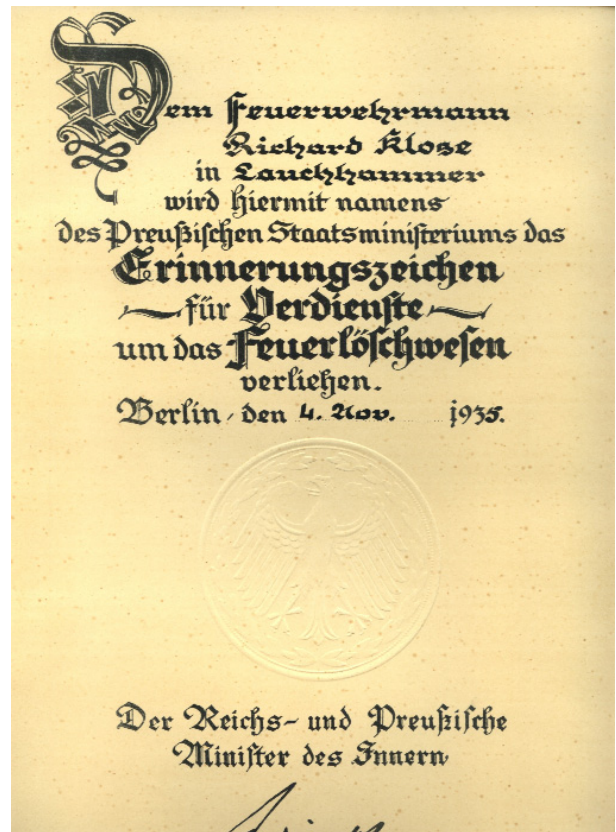 Dem Feuerwehrmann
Richard Kloze
in Lauchhammer
wird hiermit namens
des Preußischen Staatsministeriums das
Erinnerungszeichen
für Verdienste
um das Feuerlöschwesen
verliehen.
Berlin, den 4. Nov. 1935.
Der Reichs- und Preußische
Minister des Innern